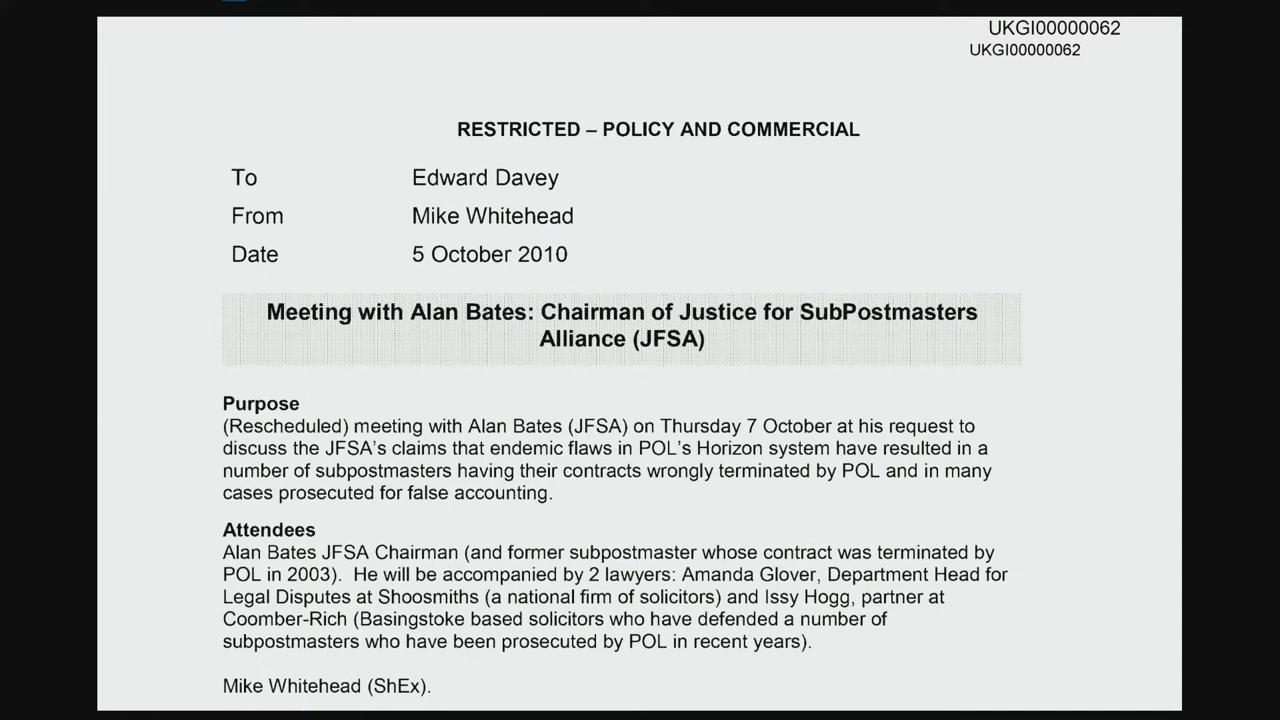 UKGI00000062
UKGI00000062
RESTRICTED – POLICY AND COMMERCIAL
To Edward Davey
From Mike Whitehead
Date 5 October 2010
Meeting with Alan Bates: Chairman of Justice for SubPostmasters
Alliance (JFSA)
Purpose
(Rescheduled) meeting with Alan Bates (JFSA) on Thursday 7 October at his request to
discuss the JFSA's claims that endemic flaws in POL's Horizon system have resulted in a
number of subpostmasters having their contracts wrongly terminated by POL and in many
cases prosecuted for false accounting.
Attendees
Alan Bates JFSA Chairman (and former subpostmaster whose contract was terminated by
POL in 2003).  He will be accompanied by 2 lawyers: Amanda Glover, Department Head for
Legal Disputes at Shoosmiths (a national firm of solicitors) and Issy Hogg, partner at
Coomber-Rich (Basingstoke based solicitors who have defended a number of
subpostmasters who have been prosecuted by POL in recent years).
Mike Whitehead (ShEx).